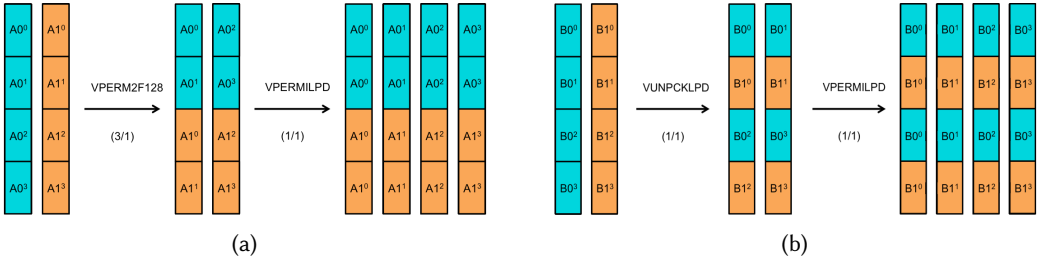 A0⁰ A1⁰
A0¹ A1¹
A0² A1²
A0³ A1³
VPERM2F128
(3/1)
A0⁰ A0²
A0¹ A0³
A1⁰ A1²
A1¹ A1³
VPERMILPD
(1/1)
A0⁰ A0¹ A0² A0³
A0⁰ A0¹ A0² A0³
A1⁰ A1¹ A1² A1³
A1⁰ A1¹ A1² A1³
(a)
B0⁰ B1⁰
B0¹ B1¹
B0² B1²
B0³ B1³
VUNPCKLPD
(1/1)
B0⁰ B0¹
B1⁰ B1¹
B0² B0³
B1² B1³
VPERMILPD
(1/1)
B0⁰ B0¹ B0² B0³
B1⁰ B1¹ B1² B1³
B0⁰ B0¹ B0² B0³
B1⁰ B1¹ B1² B1³
(b)